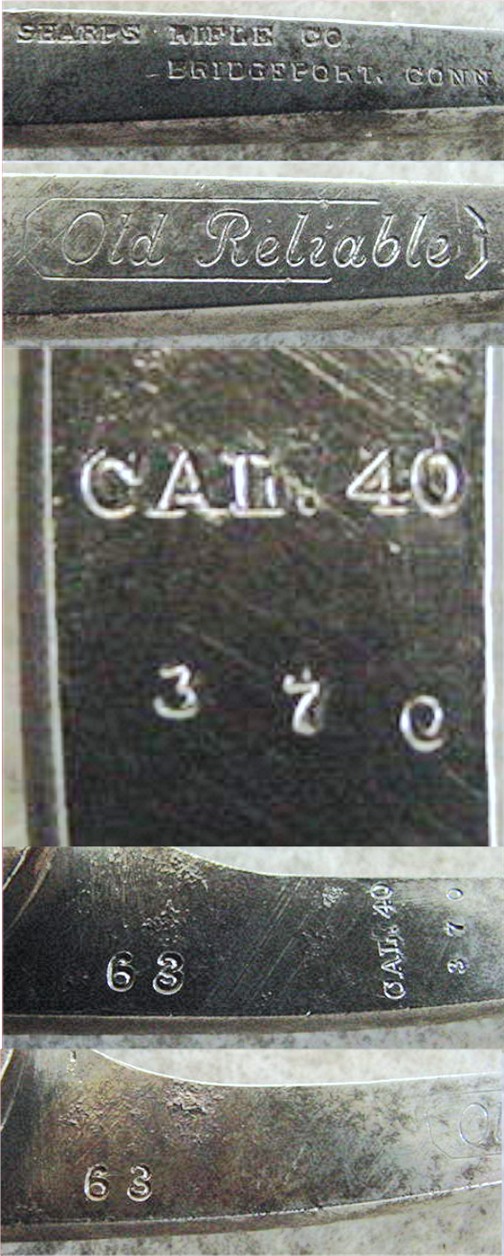 SHARPS RIFLE CO.
BRIDGEPORT. CONN
Old Reliable
CAL. 40
3 7 0
63
CAL. 40
3 7 0
63